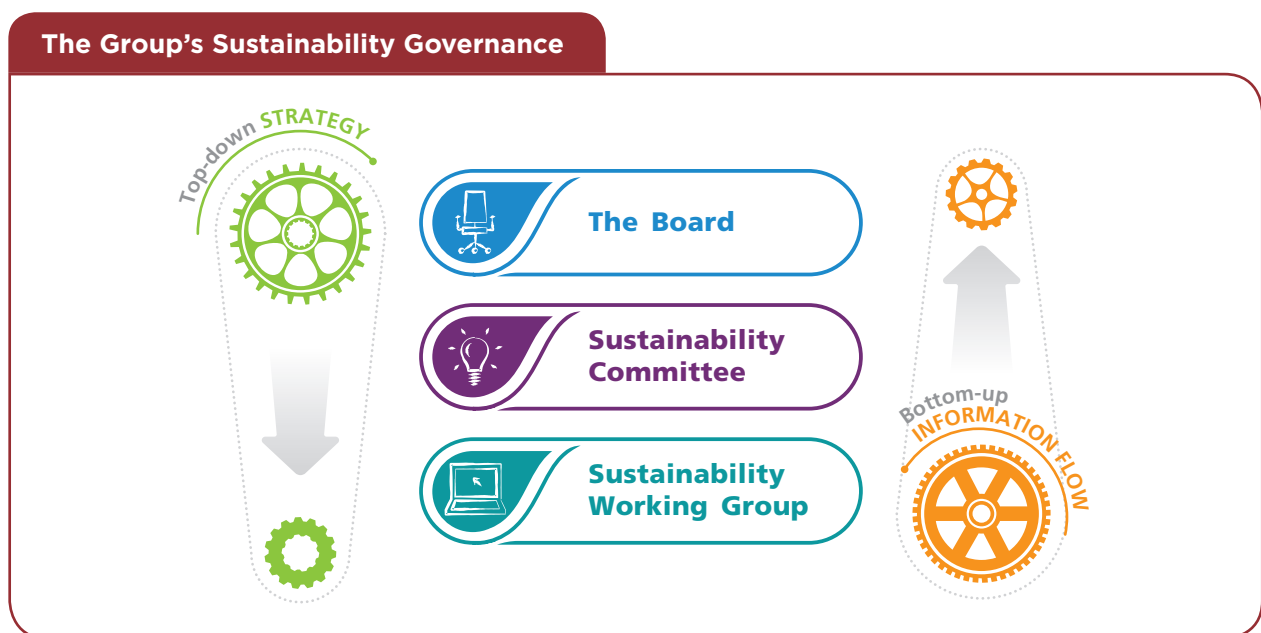 The Group’s Sustainability Governance
Top-down STRATEGY
The Board
Sustainability
Committee
Sustainability
Working Group
Bottom-up
INFORMATION FLOW